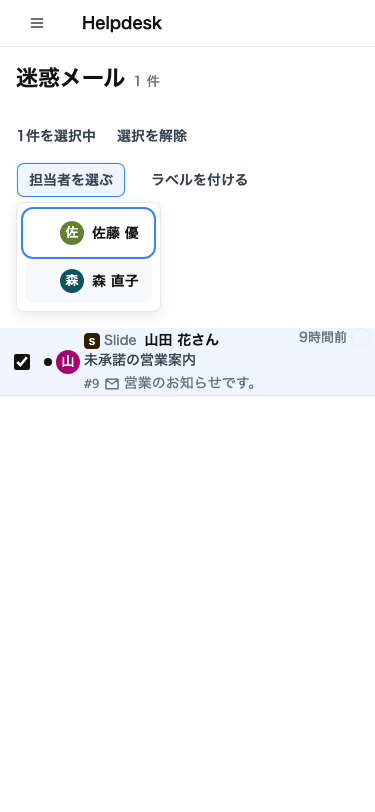 Helpdesk
迷惑メール 1 件
1件を選択中 選択を解除
担当者を選ぶ ラベルを付ける
佐 佐藤 優
森 森 直子
s Slide 山田 花さん 9時間前
山 未承諾の営業案内
#9 営業のお知らせです。